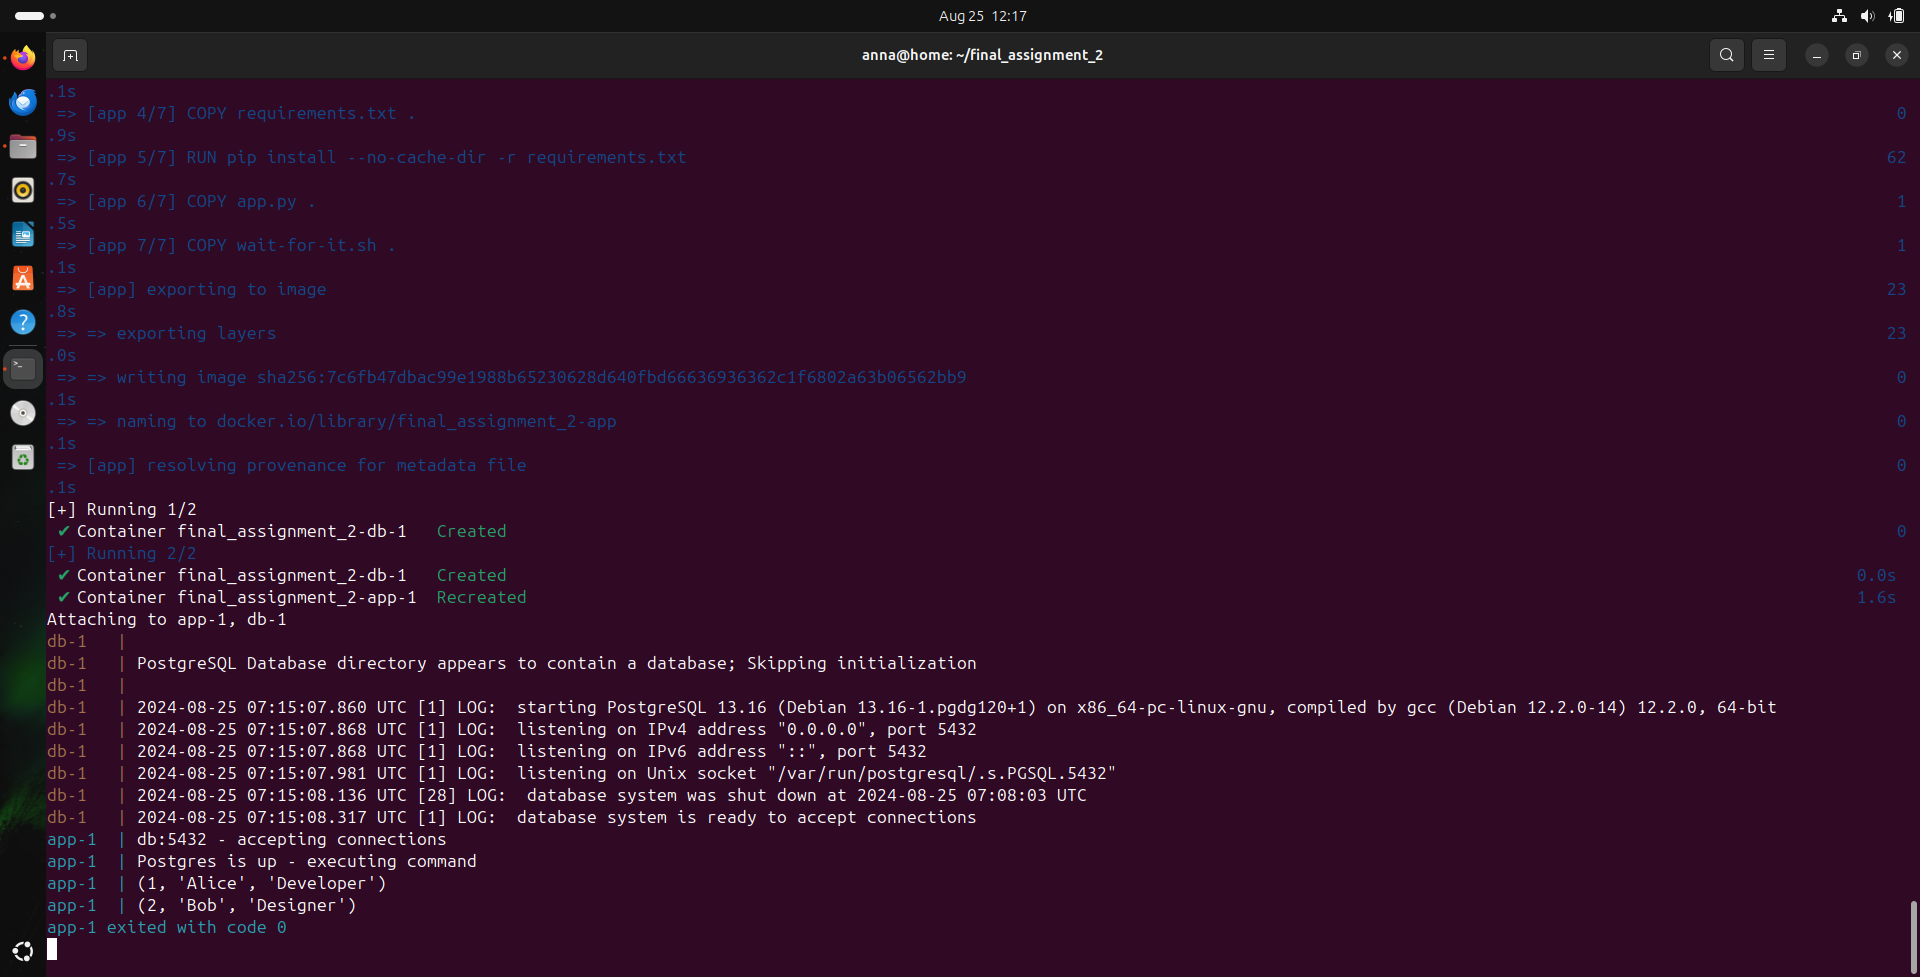 Aug 25 12:17
anna@home: ~/final_assignment_2
.1s
=> [app 4/7] COPY requirements.txt . 0
.9s
=> [app 5/7] RUN pip install --no-cache-dir -r requirements.txt 62
.7s
=> [app 6/7] COPY app.py . 1
.5s
=> [app 7/7] COPY wait-for-it.sh . 1
.1s
=> [app] exporting to image 23
.8s
=> => exporting layers 23
.0s
=> => writing image sha256:7c6fb47dbac99e1988b65230628d640fbd66636936362c1f6802a63b06562bb9 0
.1s
=> => naming to docker.io/library/final_assignment_2-app 0
.1s
=> [app] resolving provenance for metadata file 0
.1s
[+] Running 1/2
✔ Container final_assignment_2-db-1 Created 0
[+] Running 2/2
✔ Container final_assignment_2-db-1 Created 0.0s
✔ Container final_assignment_2-app-1 Recreated 1.6s
Attaching to app-1, db-1
db-1 |
db-1 | PostgreSQL Database directory appears to contain a database; Skipping initialization
db-1 |
db-1 | 2024-08-25 07:15:07.860 UTC [1] LOG: starting PostgreSQL 13.16 (Debian 13.16-1.pgdg120+1) on x86_64-pc-linux-gnu, compiled by gcc (Debian 12.2.0-14) 12.2.0, 64-bit
db-1 | 2024-08-25 07:15:07.868 UTC [1] LOG: listening on IPv4 address "0.0.0.0", port 5432
db-1 | 2024-08-25 07:15:07.868 UTC [1] LOG: listening on IPv6 address "::", port 5432
db-1 | 2024-08-25 07:15:07.981 UTC [1] LOG: listening on Unix socket "/var/run/postgresql/.s.PGSQL.5432"
db-1 | 2024-08-25 07:15:08.136 UTC [28] LOG: database system was shut down at 2024-08-25 07:08:03 UTC
db-1 | 2024-08-25 07:15:08.317 UTC [1] LOG: database system is ready to accept connections
app-1 | db:5432 - accepting connections
app-1 | Postgres is up - executing command
app-1 | (1, 'Alice', 'Developer')
app-1 | (2, 'Bob', 'Designer')
app-1 exited with code 0